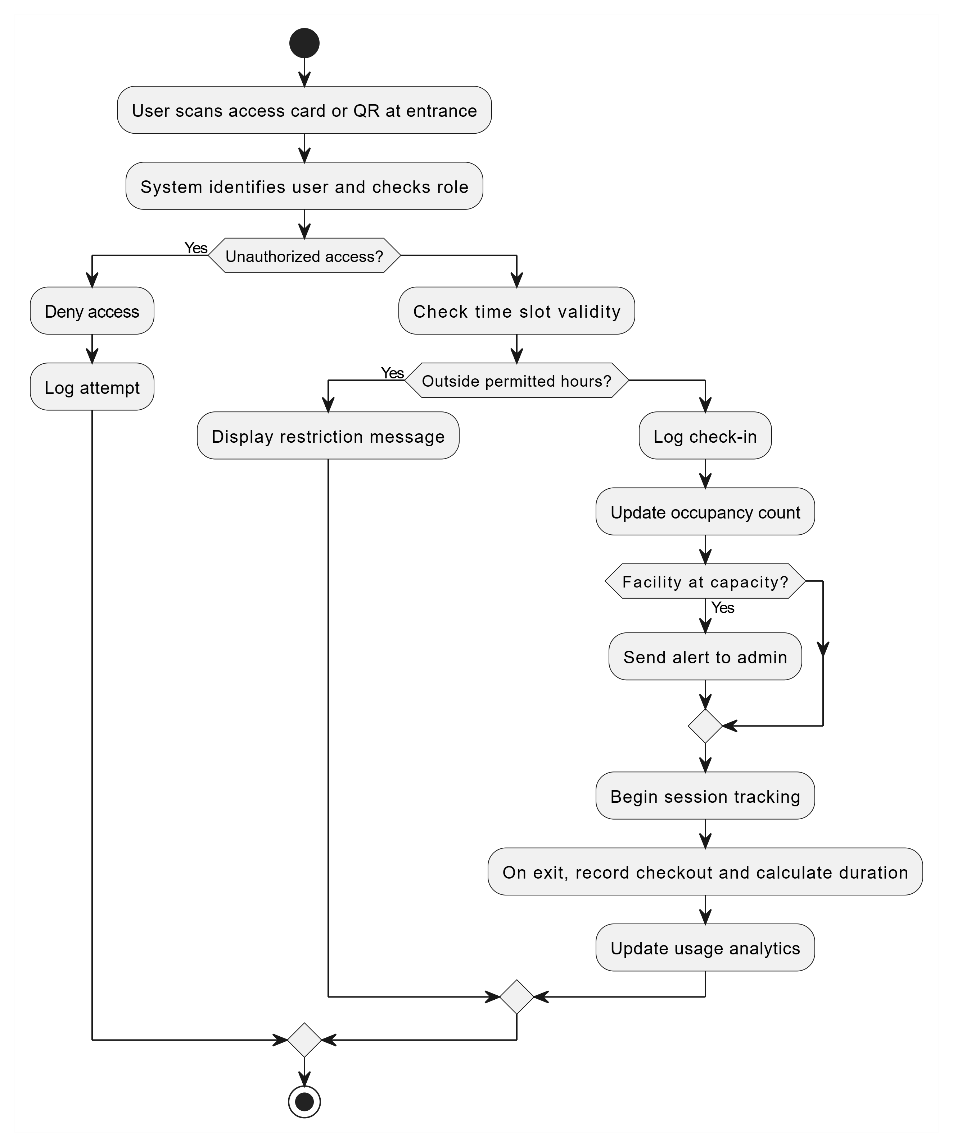 User scans access card or QR at entrance
System identifies user and checks role
Unauthorized access?
Yes
Deny access
Log attempt
Check time slot validity
Outside permitted hours?
Yes
Display restriction message
Log check-in
Update occupancy count
Facility at capacity?
Yes
Send alert to admin
Begin session tracking
On exit, record checkout and calculate duration
Update usage analytics